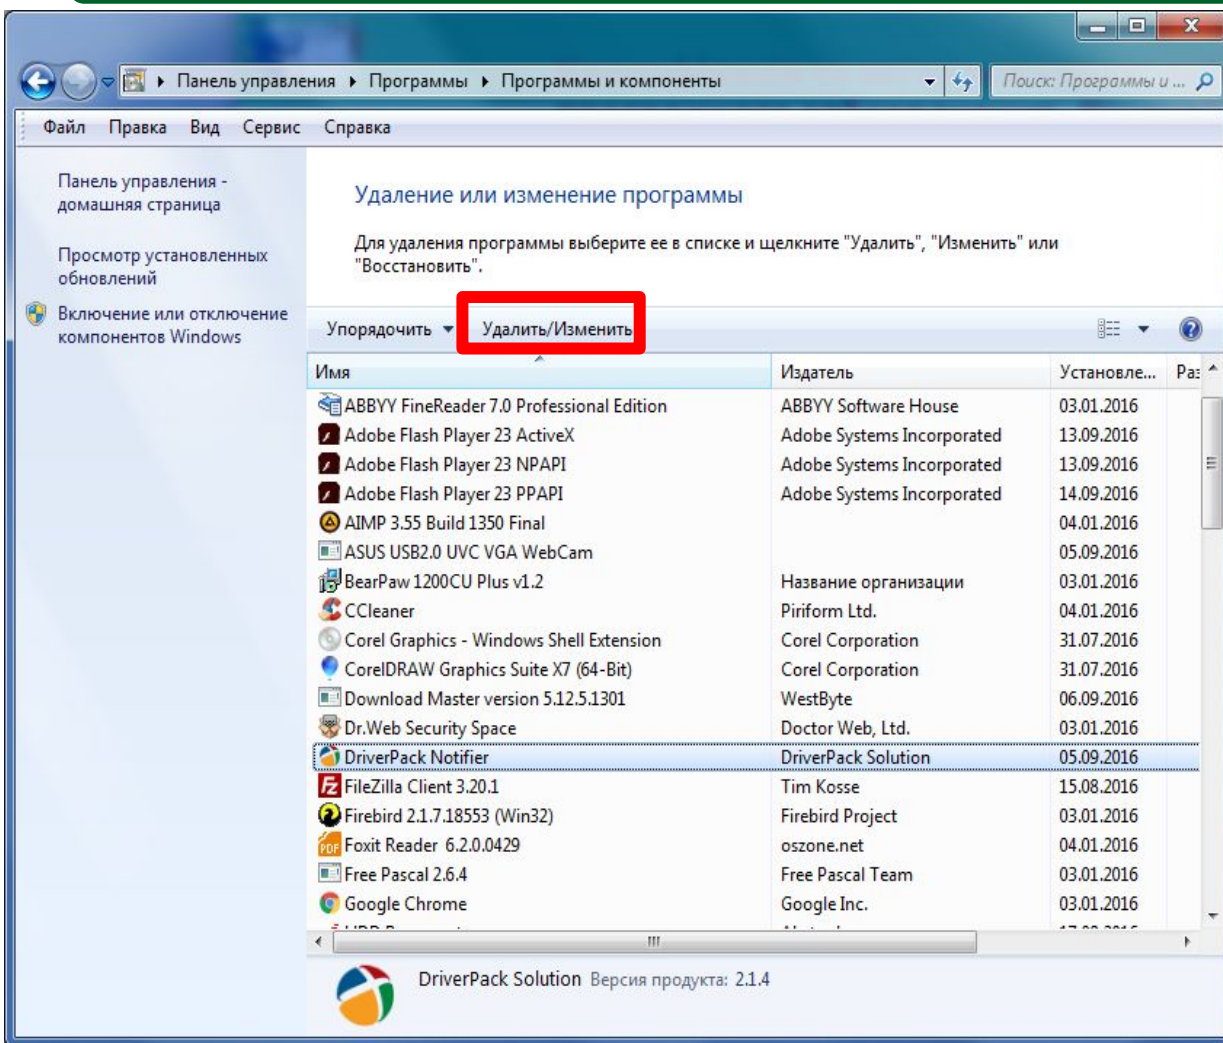 Панель управления ▸ Программы ▸ Программы и компоненты
Поиск: Программы и ...
Файл Правка Вид Сервис Справка
Панель управления -
домашняя страница
Просмотр установленных
обновлений
Включение или отключение
компонентов Windows
Удаление или изменение программы
Для удаления программы выберите ее в списке и щелкните "Удалить", "Изменить" или
"Восстановить".
Упорядочить Удалить/Изменить
Имя Издатель Установле... Раз
ABBYY FineReader 7.0 Professional Edition ABBYY Software House 03.01.2016
Adobe Flash Player 23 ActiveX Adobe Systems Incorporated 13.09.2016
Adobe Flash Player 23 NPAPI Adobe Systems Incorporated 13.09.2016
Adobe Flash Player 23 PPAPI Adobe Systems Incorporated 14.09.2016
AIMP 3.55 Build 1350 Final 04.01.2016
ASUS USB2.0 UVC VGA WebCam 05.09.2016
BearPaw 1200CU Plus v1.2 Название организации 03.01.2016
CCleaner Piriform Ltd. 04.01.2016
Corel Graphics - Windows Shell Extension Corel Corporation 31.07.2016
CorelDRAW Graphics Suite X7 (64-Bit) Corel Corporation 31.07.2016
Download Master version 5.12.5.1301 WestByte 06.09.2016
Dr.Web Security Space Doctor Web, Ltd. 03.01.2016
DriverPack Notifier DriverPack Solution 05.09.2016
FileZilla Client 3.20.1 Tim Kosse 15.08.2016
Firebird 2.1.7.18553 (Win32) Firebird Project 03.01.2016
Foxit Reader 6.2.0.0429 oszone.net 04.01.2016
Free Pascal 2.6.4 Free Pascal Team 03.01.2016
Google Chrome Google Inc. 03.01.2016
DriverPack Solution Версия продукта: 2.1.4